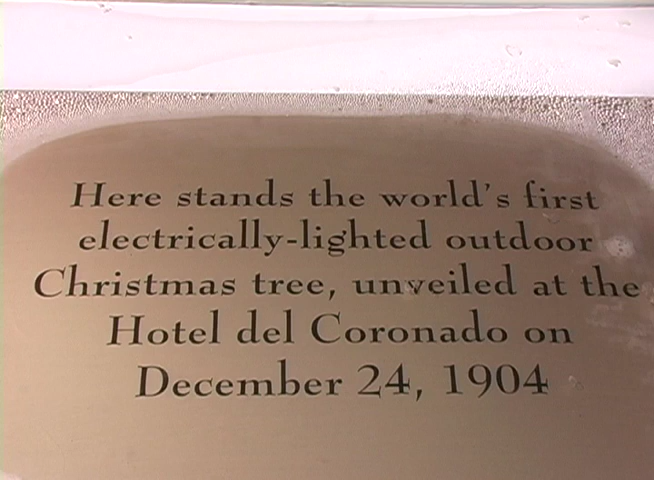 Here stands the world's first
electrically-lighted outdoor
Christmas tree, unveiled at the
Hotel del Coronado on
December 24, 1904